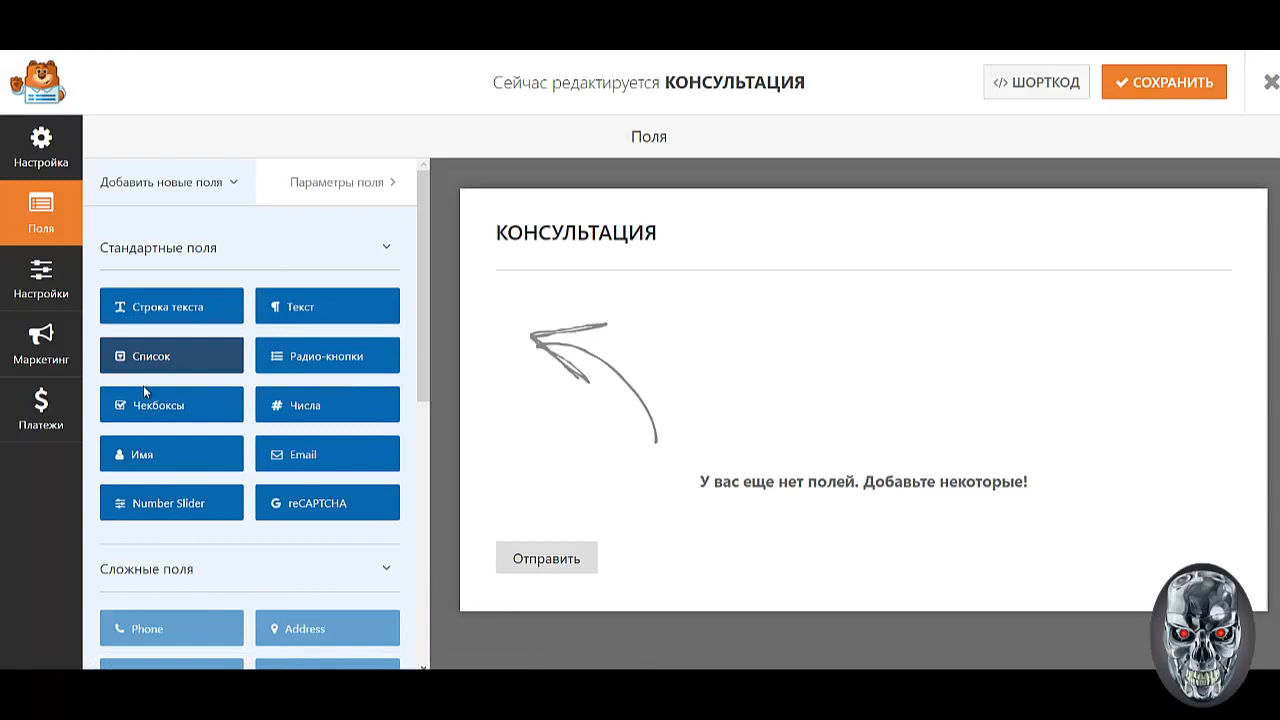 Сейчас редактируется КОНСУЛЬТАЦИЯ
</> ШОРТКОД
СОХРАНИТЬ
Настройка
Поля
Настройки
Маркетинг
Платежи
Поля
Добавить новые поля
Параметры поля
Стандартные поля
Строка текста
Текст
Список
Радио-кнопки
Чекбоксы
Числа
Имя
Email
Number Slider
reCAPTCHA
Сложные поля
Phone
Address
КОНСУЛЬТАЦИЯ
У вас еще нет полей. Добавьте некоторые!
Отправить